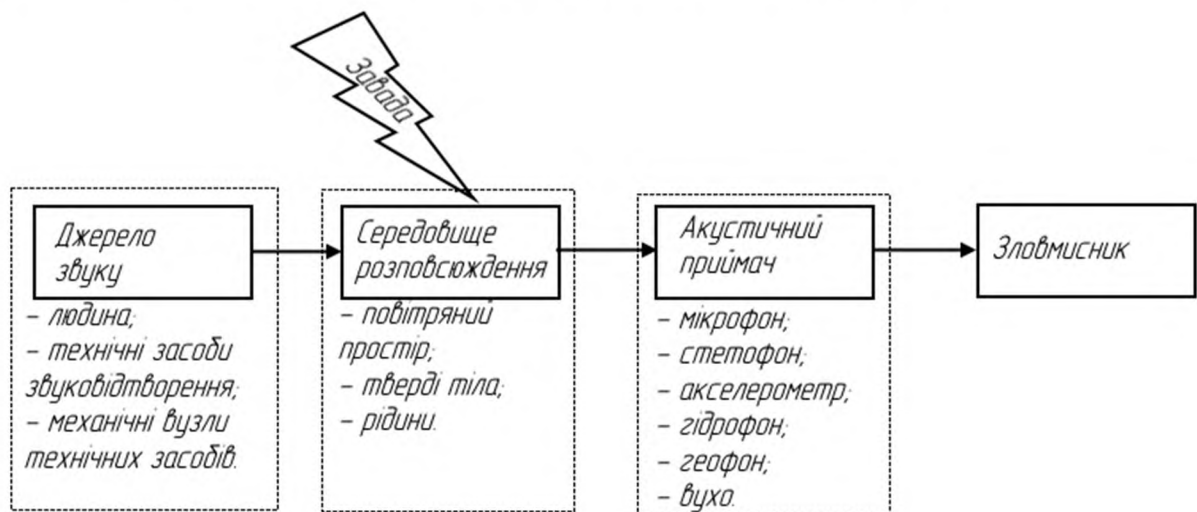 Завада
Джерело
звуку
– людина;
– технічні засоби
звуковідтворення;
– механічні вузли
технічних засобів.
Середовище
розповсюдження
– повітряний
простір;
– тверді тіла;
– рідини.
Акустичний
приймач
– мікрофон;
– стетофон;
– акселерометр;
– гідрофон;
– геофон;
– вухо.
Зловмисник